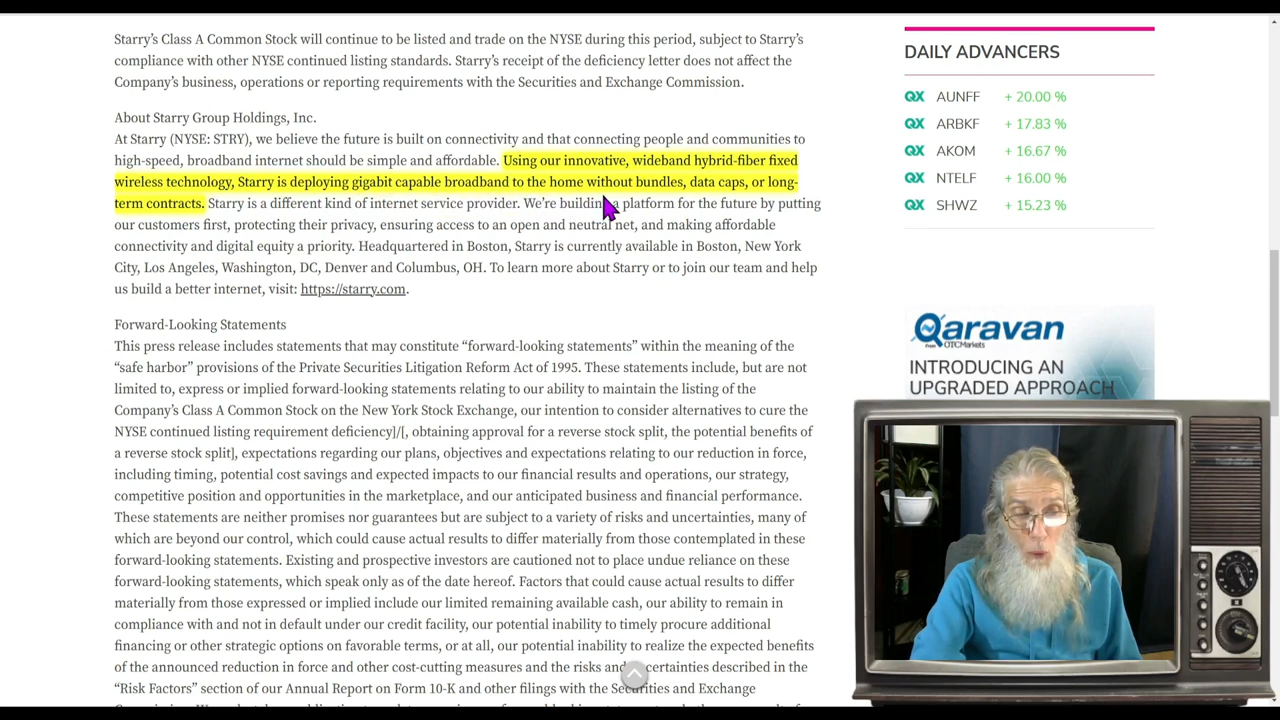 Starry’s Class A Common Stock will continue to be listed and trade on the NYSE during this period, subject to Starry’s
compliance with other NYSE continued listing standards. Starry’s receipt of the deficiency letter does not affect the
Company’s business, operations or reporting requirements with the Securities and Exchange Commission.
About Starry Group Holdings, Inc.
At Starry (NYSE: STRY), we believe the future is built on connectivity and that connecting people and communities to
high-speed, broadband internet should be simple and affordable. Using our innovative, wideband hybrid-fiber fixed
wireless technology, Starry is deploying gigabit capable broadband to the home without bundles, data caps, or long-
term contracts. Starry is a different kind of internet service provider. We’re building a platform for the future by putting
our customers first, protecting their privacy, ensuring access to an open and neutral net, and making affordable
connectivity and digital equity a priority. Headquartered in Boston, Starry is currently available in Boston, New York
City, Los Angeles, Washington, DC, Denver and Columbus, OH. To learn more about Starry or to join our team and help
us build a better internet, visit: https://starry.com.
Forward-Looking Statements
This press release includes statements that may constitute “forward-looking statements” within the meaning of the
“safe harbor” provisions of the Private Securities Litigation Reform Act of 1995. These statements include, but are not
limited to, express or implied forward-looking statements relating to our ability to maintain the listing of the
Company’s Class A Common Stock on the New York Stock Exchange, our intention to consider alternatives to cure the
NYSE continued listing requirement deficiency]/[, obtaining approval for a reverse stock split, the potential benefits of
a reverse stock split], expectations regarding our plans, objectives and expectations relating to our reduction in force,
including timing, potential cost savings and expected impacts to our financial results and operations, our strategy,
competitive position and opportunities in the marketplace, and our anticipated business and financial performance.
These statements are neither promises nor guarantees but are subject to a variety of risks and uncertainties, many of
which are beyond our control, which could cause actual results to differ materially from those contemplated in these
forward-looking statements. Existing and prospective investors are cautioned not to place undue reliance on these
forward-looking statements, which speak only as of the date hereof. Factors that could cause actual results to differ
materially from those expressed or implied include our limited remaining available cash, our ability to remain in
compliance with and not in default under our credit facility, our potential inability to timely procure additional
financing or other strategic options on favorable terms, or at all, our potential inability to realize the expected benefits
of the announced reduction in force and other cost-cutting measures and the risks and uncertainties described in the
“Risk Factors” section of our Annual Report on Form 10-K and other filings with the Securities and Exchange
DAILY ADVANCERS
QX AUNFF + 20.00 %
QX ARBKF + 17.83 %
QX AKOM + 16.67 %
QX NTELF + 16.00 %
QX SHWZ + 15.23 %
Qaravan
From OTCMarkets
INTRODUCING AN
UPGRADED APPROACH